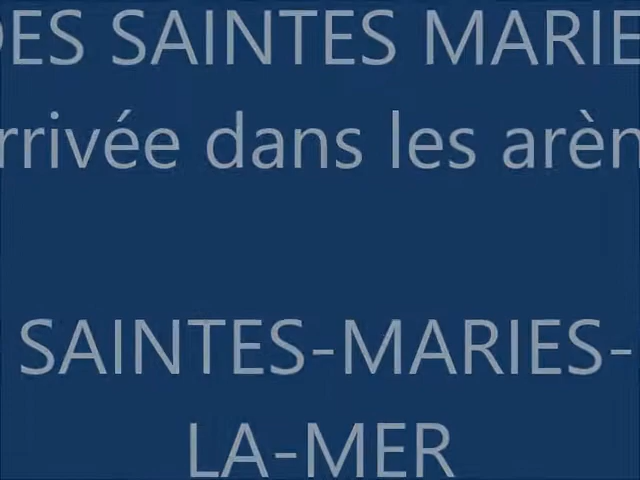 DES SAINTES MARIE
rrivée dans les arèn
SAINTES-MARIES-
LA-MER